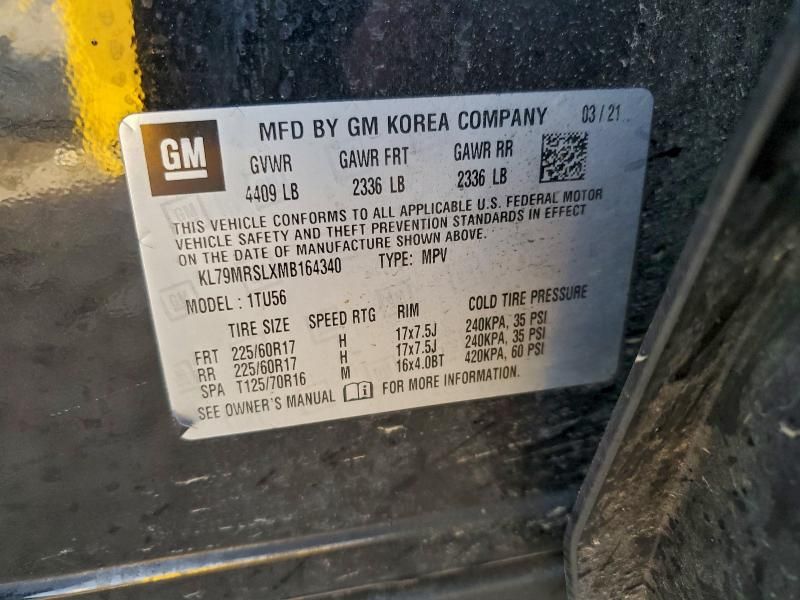 GM
MFD BY GM KOREA COMPANY 03 / 21
GVWR GAWR FRT GAWR RR
4409 LB 2336 LB 2336 LB
THIS VEHICLE CONFORMS TO ALL APPLICABLE U.S. FEDERAL MOTOR
VEHICLE SAFETY AND THEFT PREVENTION STANDARDS IN EFFECT
ON THE DATE OF MANUFACTURE SHOWN ABOVE.
KL79MRSLXMB164340 TYPE: MPV
MODEL : 1TU56
TIRE SIZE SPEED RTG RIM COLD TIRE PRESSURE
FRT 225/60R17 H 17x7.5J 240KPA, 35 PSI
RR 225/60R17 H 17x7.5J 240KPA, 35 PSI
SPA T125/70R16 M 16x4.0BT 420KPA, 60 PSI
SEE OWNER'S MANUAL FOR MORE INFORMATION.